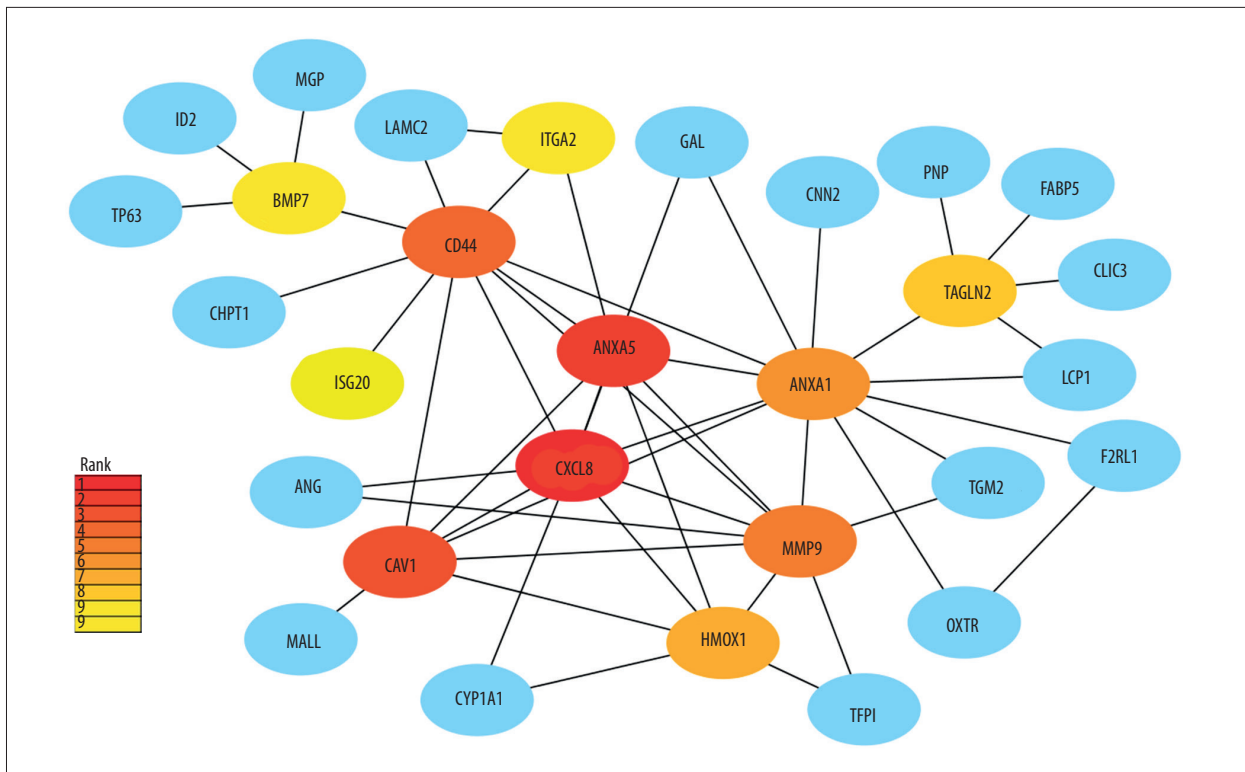 MGP
ID2
LAMC2
ITGA2
GAL
PNP
FABP5
CNN2
BMP7
TP63
CD44
CLIC3
TAGLN2
CHPT1
ANXA5
ISG20
ANXA1
LCP1
F2RL1
CXCL8
Rank
1
2
3
4
5
6
7
8
9
9
ANG
TGM2
MMP9
CAV1
OXTR
MALL
HMOX1
CYP1A1
TFPI